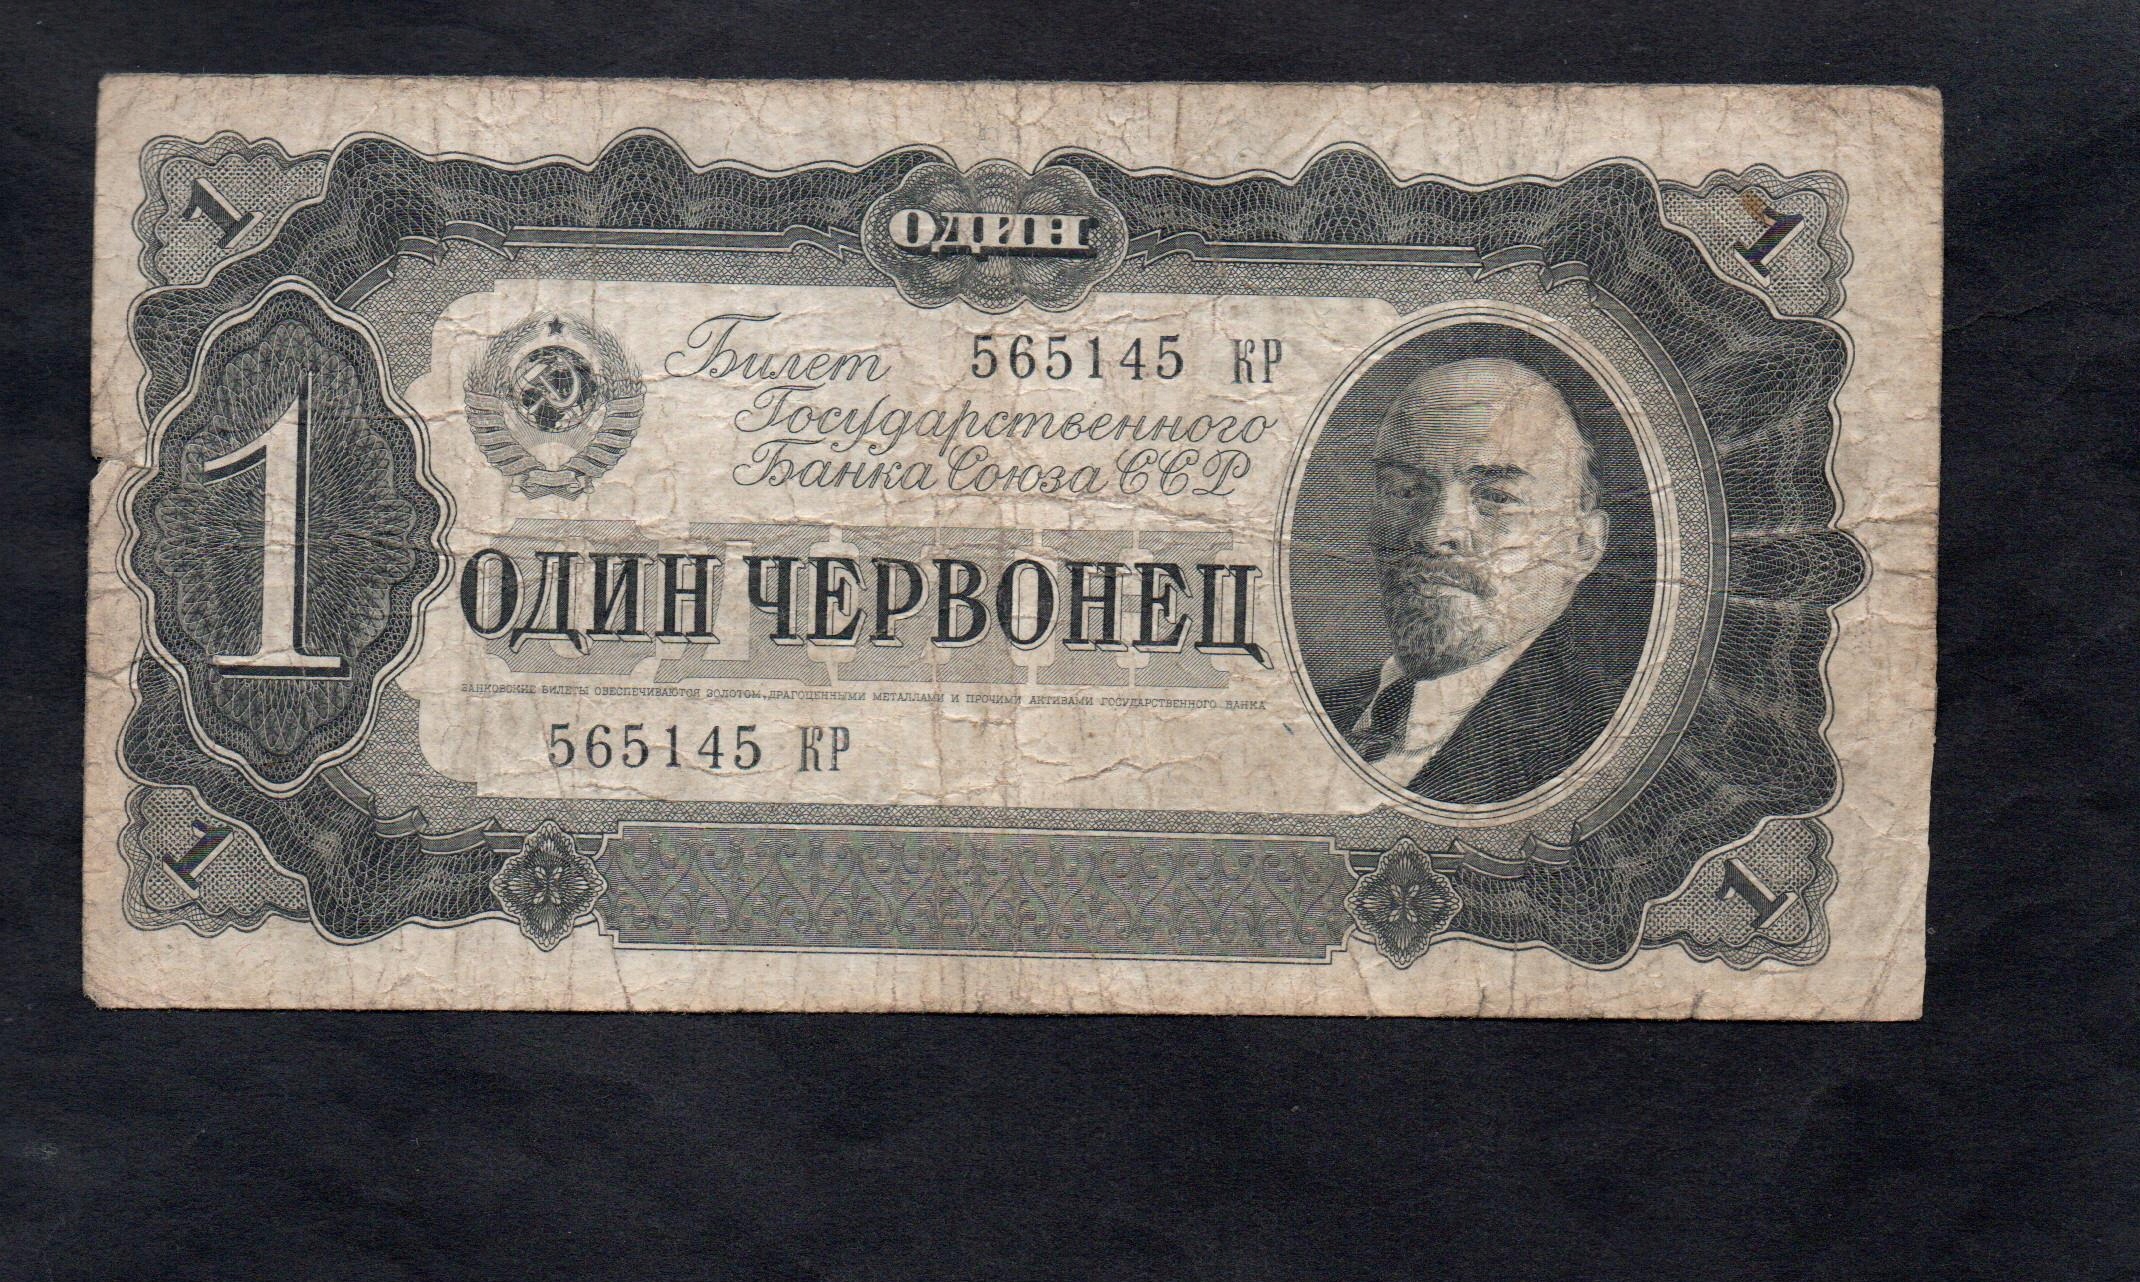 1
ОДИН
1
Билет 565145 КР
Государственного
Банка Союза ССР
1
ОДИН
ОДИН ЧЕРВОНЕЦ
БАНКОВСКИЕ БИЛЕТЫ ОБЕСПЕЧИВАЮТСЯ ЗОЛОТОМ, ДРАГОЦЕННЫМИ МЕТАЛЛАМИ И ПРОЧИМИ АКТИВАМИ ГОСУДАРСТВЕННОГО БАНКА
565145 КР
1
1